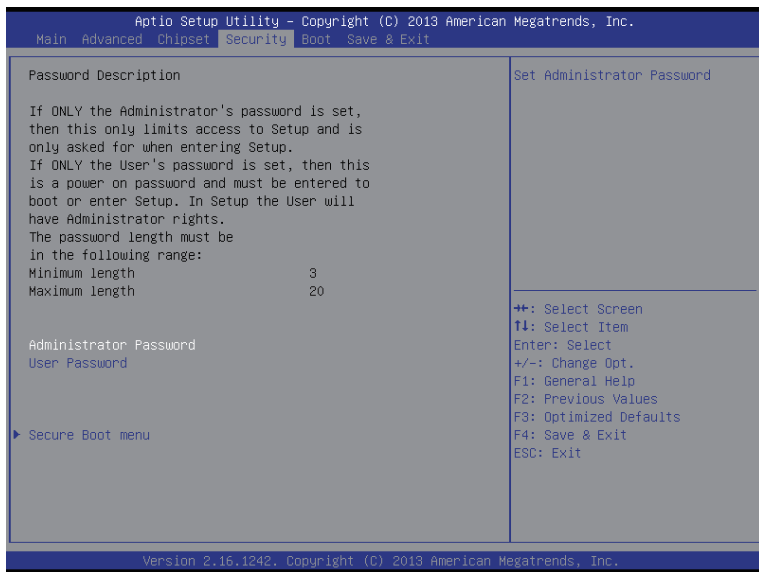 Aptio Setup Utility – Copyright (C) 2013 American Megatrends, Inc.
Main Advanced Chipset Security Boot Save & Exit
Password Description
If ONLY the Administrator's password is set,
then this only limits access to Setup and is
only asked for when entering Setup.
If ONLY the User's password is set, then this
is a power on password and must be entered to
boot or enter Setup. In Setup the User will
have Administrator rights.
The password length must be
in the following range:
Minimum length 3
Maximum length 20
Administrator Password
User Password
Secure Boot menu
Set Administrator Password
→←: Select Screen
↑↓: Select Item
Enter: Select
+/-: Change Opt.
F1: General Help
F2: Previous Values
F3: Optimized Defaults
F4: Save & Exit
ESC: Exit
Version 2.16.1242. Copyright (C) 2013 American Megatrends, Inc.